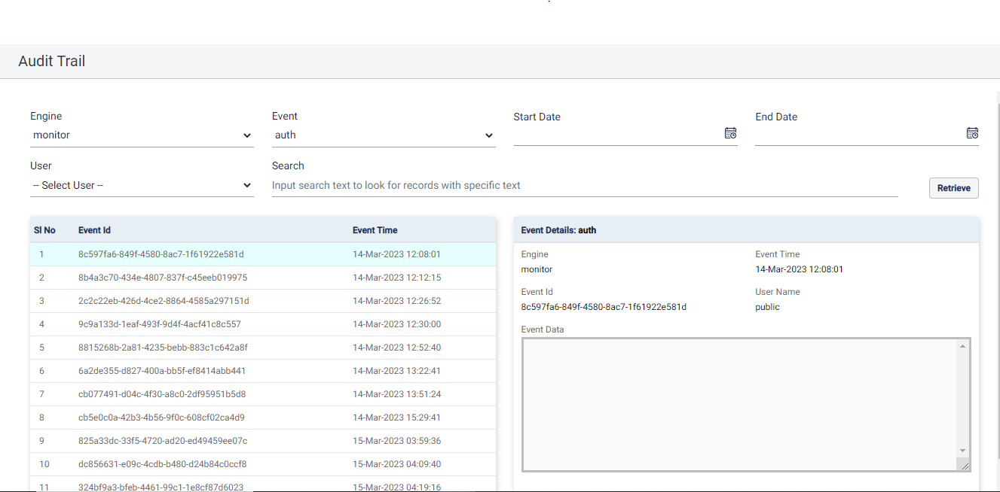 Audit Trail
Engine
Event
Start Date
End Date
monitor
auth
User
Search
-- Select User --
Input search text to look for records with specific text
Retrieve
Sl No Event Id Event Time
1 8c597fa6-849f-4580-8ac7-1f61922e581d 14-Mar-2023 12:08:01
2 8b4a3c70-434e-4807-837f-c45eeb019975 14-Mar-2023 12:12:15
3 2c2c22eb-426d-4ce2-8864-4585a297151d 14-Mar-2023 12:26:52
4 9c9a133d-1eaf-493f-9d4f-4acf41c8c557 14-Mar-2023 12:30:00
5 8815268b-2a81-4235-bebb-883c1c642a8f 14-Mar-2023 12:52:40
6 6a2de355-d827-400a-bb5f-ef8414abb441 14-Mar-2023 13:22:41
7 cb077491-d04c-4f30-a8c0-2df95951b5d8 14-Mar-2023 13:51:24
8 cb5e0c0a-42b3-4b56-9f0c-608cf02ca4d9 14-Mar-2023 15:29:41
9 825a33dc-33f5-4720-ad20-ed49459ee07c 15-Mar-2023 03:59:36
10 dc856631-e09c-4cdb-b480-d24b84c0ccf8 15-Mar-2023 04:09:40
11 324bf9a3-bfeb-4461-99c1-1e8cf87d6023 15-Mar-2023 04:19:16
Event Details: auth
Engine
Event Time
monitor
14-Mar-2023 12:08:01
Event Id
User Name
8c597fa6-849f-4580-8ac7-1f61922e581d
public
Event Data